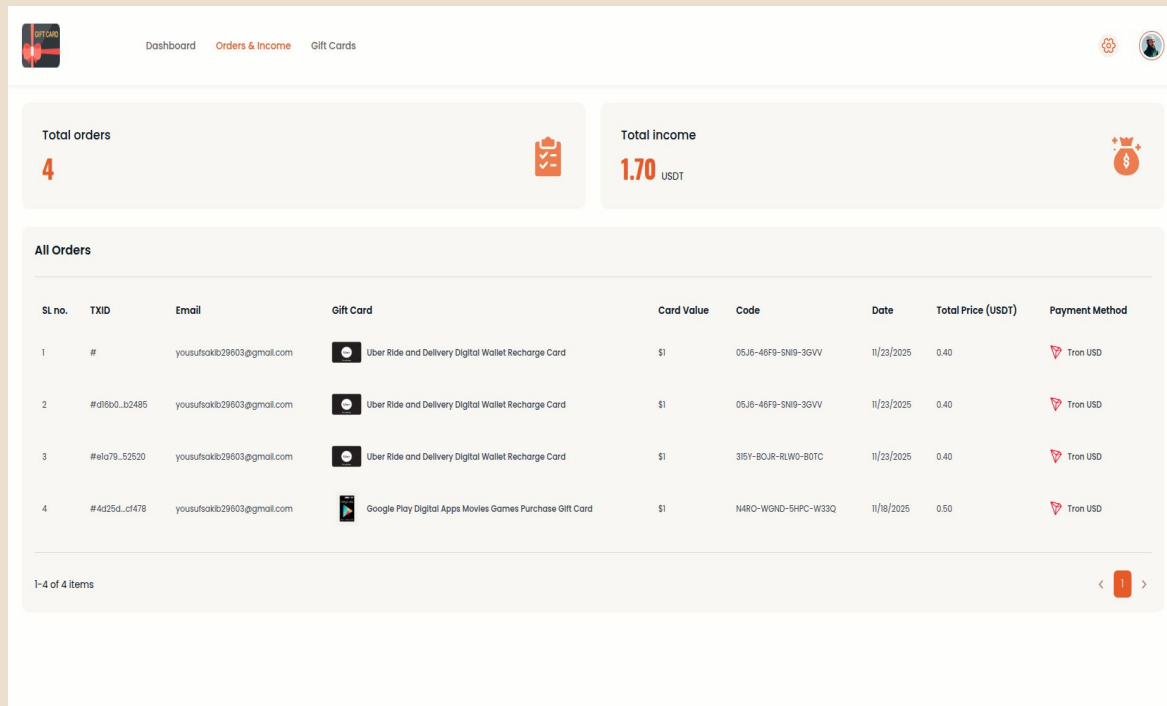 GIFT CARD
Dashboard Orders & Income Gift Cards
Total orders
4
Total income
1.70 USDT
All Orders
SL no. TXID Email Gift Card Card Value Code Date Total Price (USDT) Payment Method
1 # yousufsakib29603@gmail.com Uber Ride and Delivery Digital Wallet Recharge Card $1 05J6-46F9-SNI9-3GVV 11/23/2025 0.40 Tron USD
2 #d16b0...b2485 yousufsakib29603@gmail.com Uber Ride and Delivery Digital Wallet Recharge Card $1 05J6-46F9-SNI9-3GVV 11/23/2025 0.40 Tron USD
3 #e1a79...52520 yousufsakib29603@gmail.com Uber Ride and Delivery Digital Wallet Recharge Card $1 3I5Y-BOJR-RLW0-B0TC 11/23/2025 0.40 Tron USD
4 #4d25d...cf478 yousufsakib29603@gmail.com Google Play Digital Apps Movies Games Purchase Gift Card $1 N4RO-WGND-5HPC-W33Q 11/18/2025 0.50 Tron USD
1-4 of 4 items
1